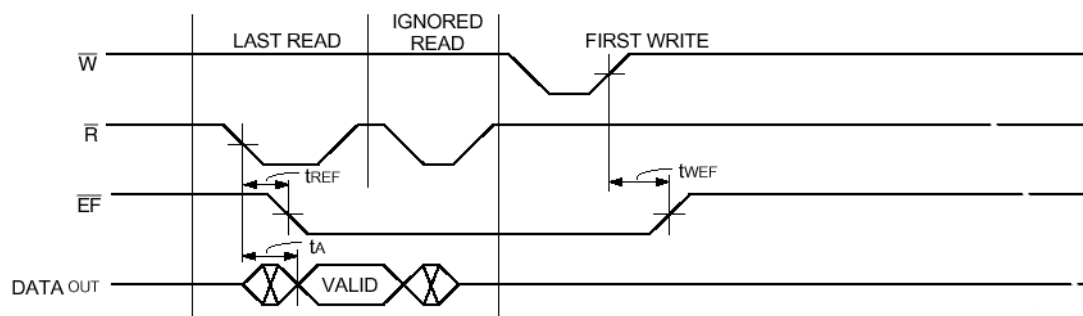 LAST READ
IGNORED
READ
FIRST WRITE
W
R
tREF
tWEF
EF
tA
DATA OUT
VALID